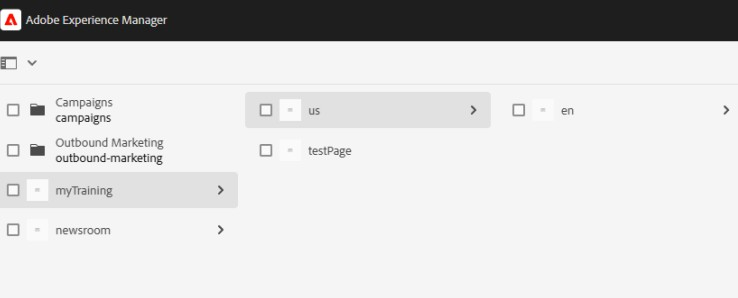 Adobe Experience Manager
Campaigns
campaigns
Outbound Marketing
outbound-marketing
myTraining
newsroom
us
testPage
en